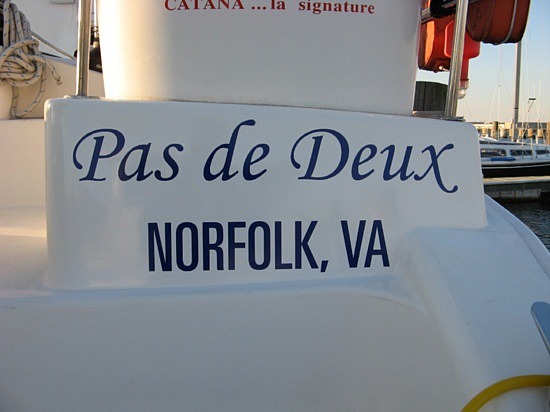 CATANA...la signature
Pas de Deux
NORFOLK, VA